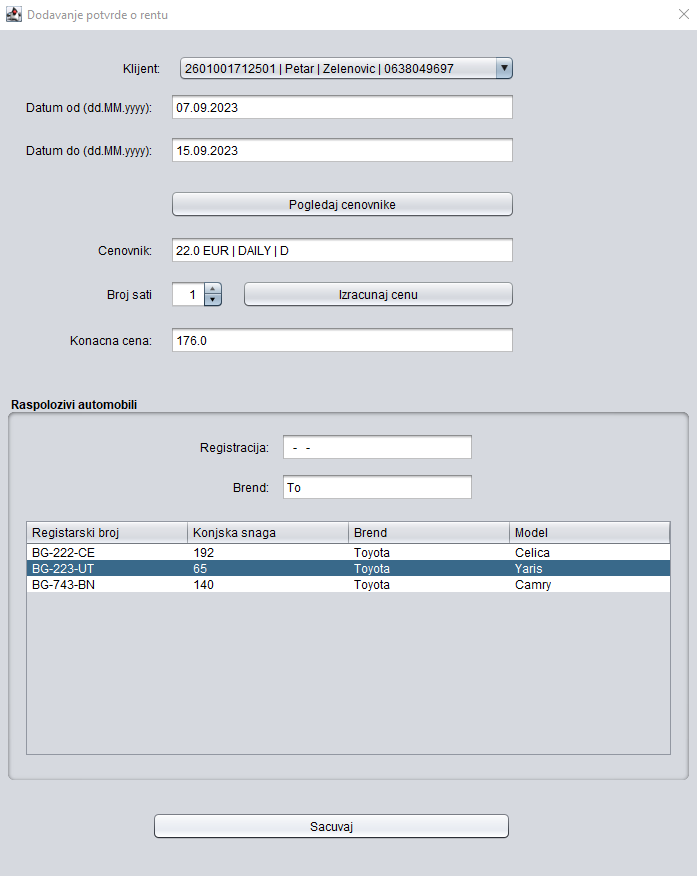 Dodavanje potvrde o rentu
Klijent: 2601001712501 | Petar | Zelenovic | 0638049697
Datum od (dd.MM.yyyy): 07.09.2023
Datum do (dd.MM.yyyy): 15.09.2023
Pogledaj cenovnike
Cenovnik: 22.0 EUR | DAILY | D
Broj sati 1 Izracunaj cenu
Konacna cena: 176.0
Raspolozivi automobili
Registracija: - -
Brend: To
Registarski broj Konjska snaga Brend Model
BG-222-CE 192 Toyota Celica
BG-223-UT 65 Toyota Yaris
BG-743-BN 140 Toyota Camry
Sacuvaj